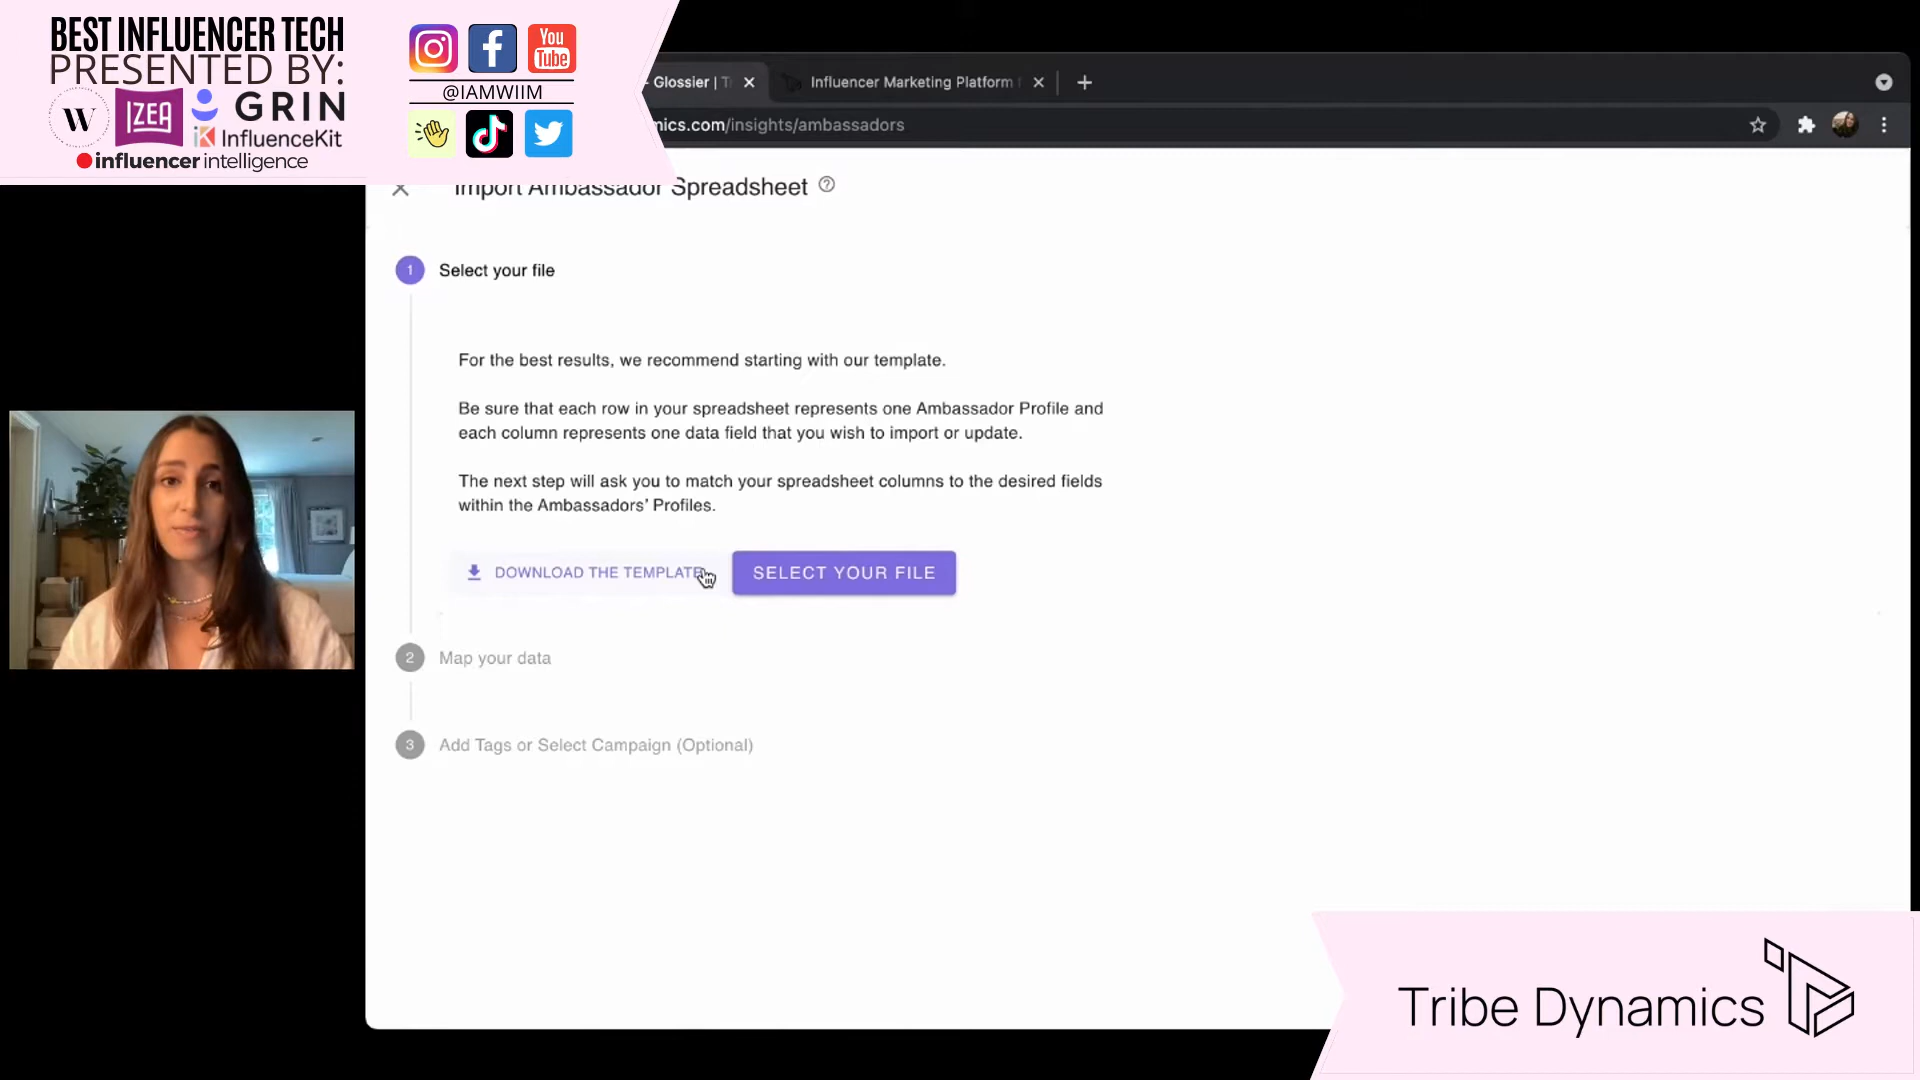 BEST INFLUENCER TECH
PRESENTED BY:
W
IZEA
GRIN
InfluenceKit
influencer intelligence
You
Tube
@IAMWIIM
Glossier |
Influencer Marketing Platform
mics.com/insights/ambassadors
Import Ambassador Spreadsheet
1 Select your file
For the best results, we recommend starting with our template.
Be sure that each row in your spreadsheet represents one Ambassador Profile and
each column represents one data field that you wish to import or update.
The next step will ask you to match your spreadsheet columns to the desired fields
within the Ambassadors’ Profiles.
DOWNLOAD THE TEMPLATE
SELECT YOUR FILE
2 Map your data
3 Add Tags or Select Campaign (Optional)
Tribe Dynamics